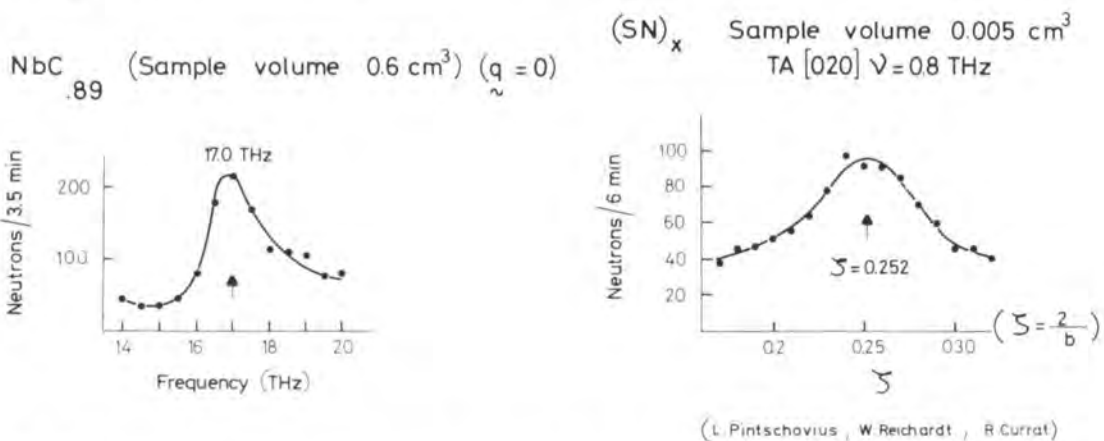 NbC.89 (Sample volume 0.6 cm³) (q̰ = 0)
17.0 THz
Neutrons/3.5 min
200
100
14 16 18 20
Frequency (THz)
(SN)x Sample volume 0.005 cm³
TA [020] ν = 0.8 THz
Neutrons/6 min
100
80
60
40
20
ζ = 0.252
0.2 0.25 0.30
(ζ = 2/b)
ζ
(L. Pintschovius, W. Reichardt, R. Currat)